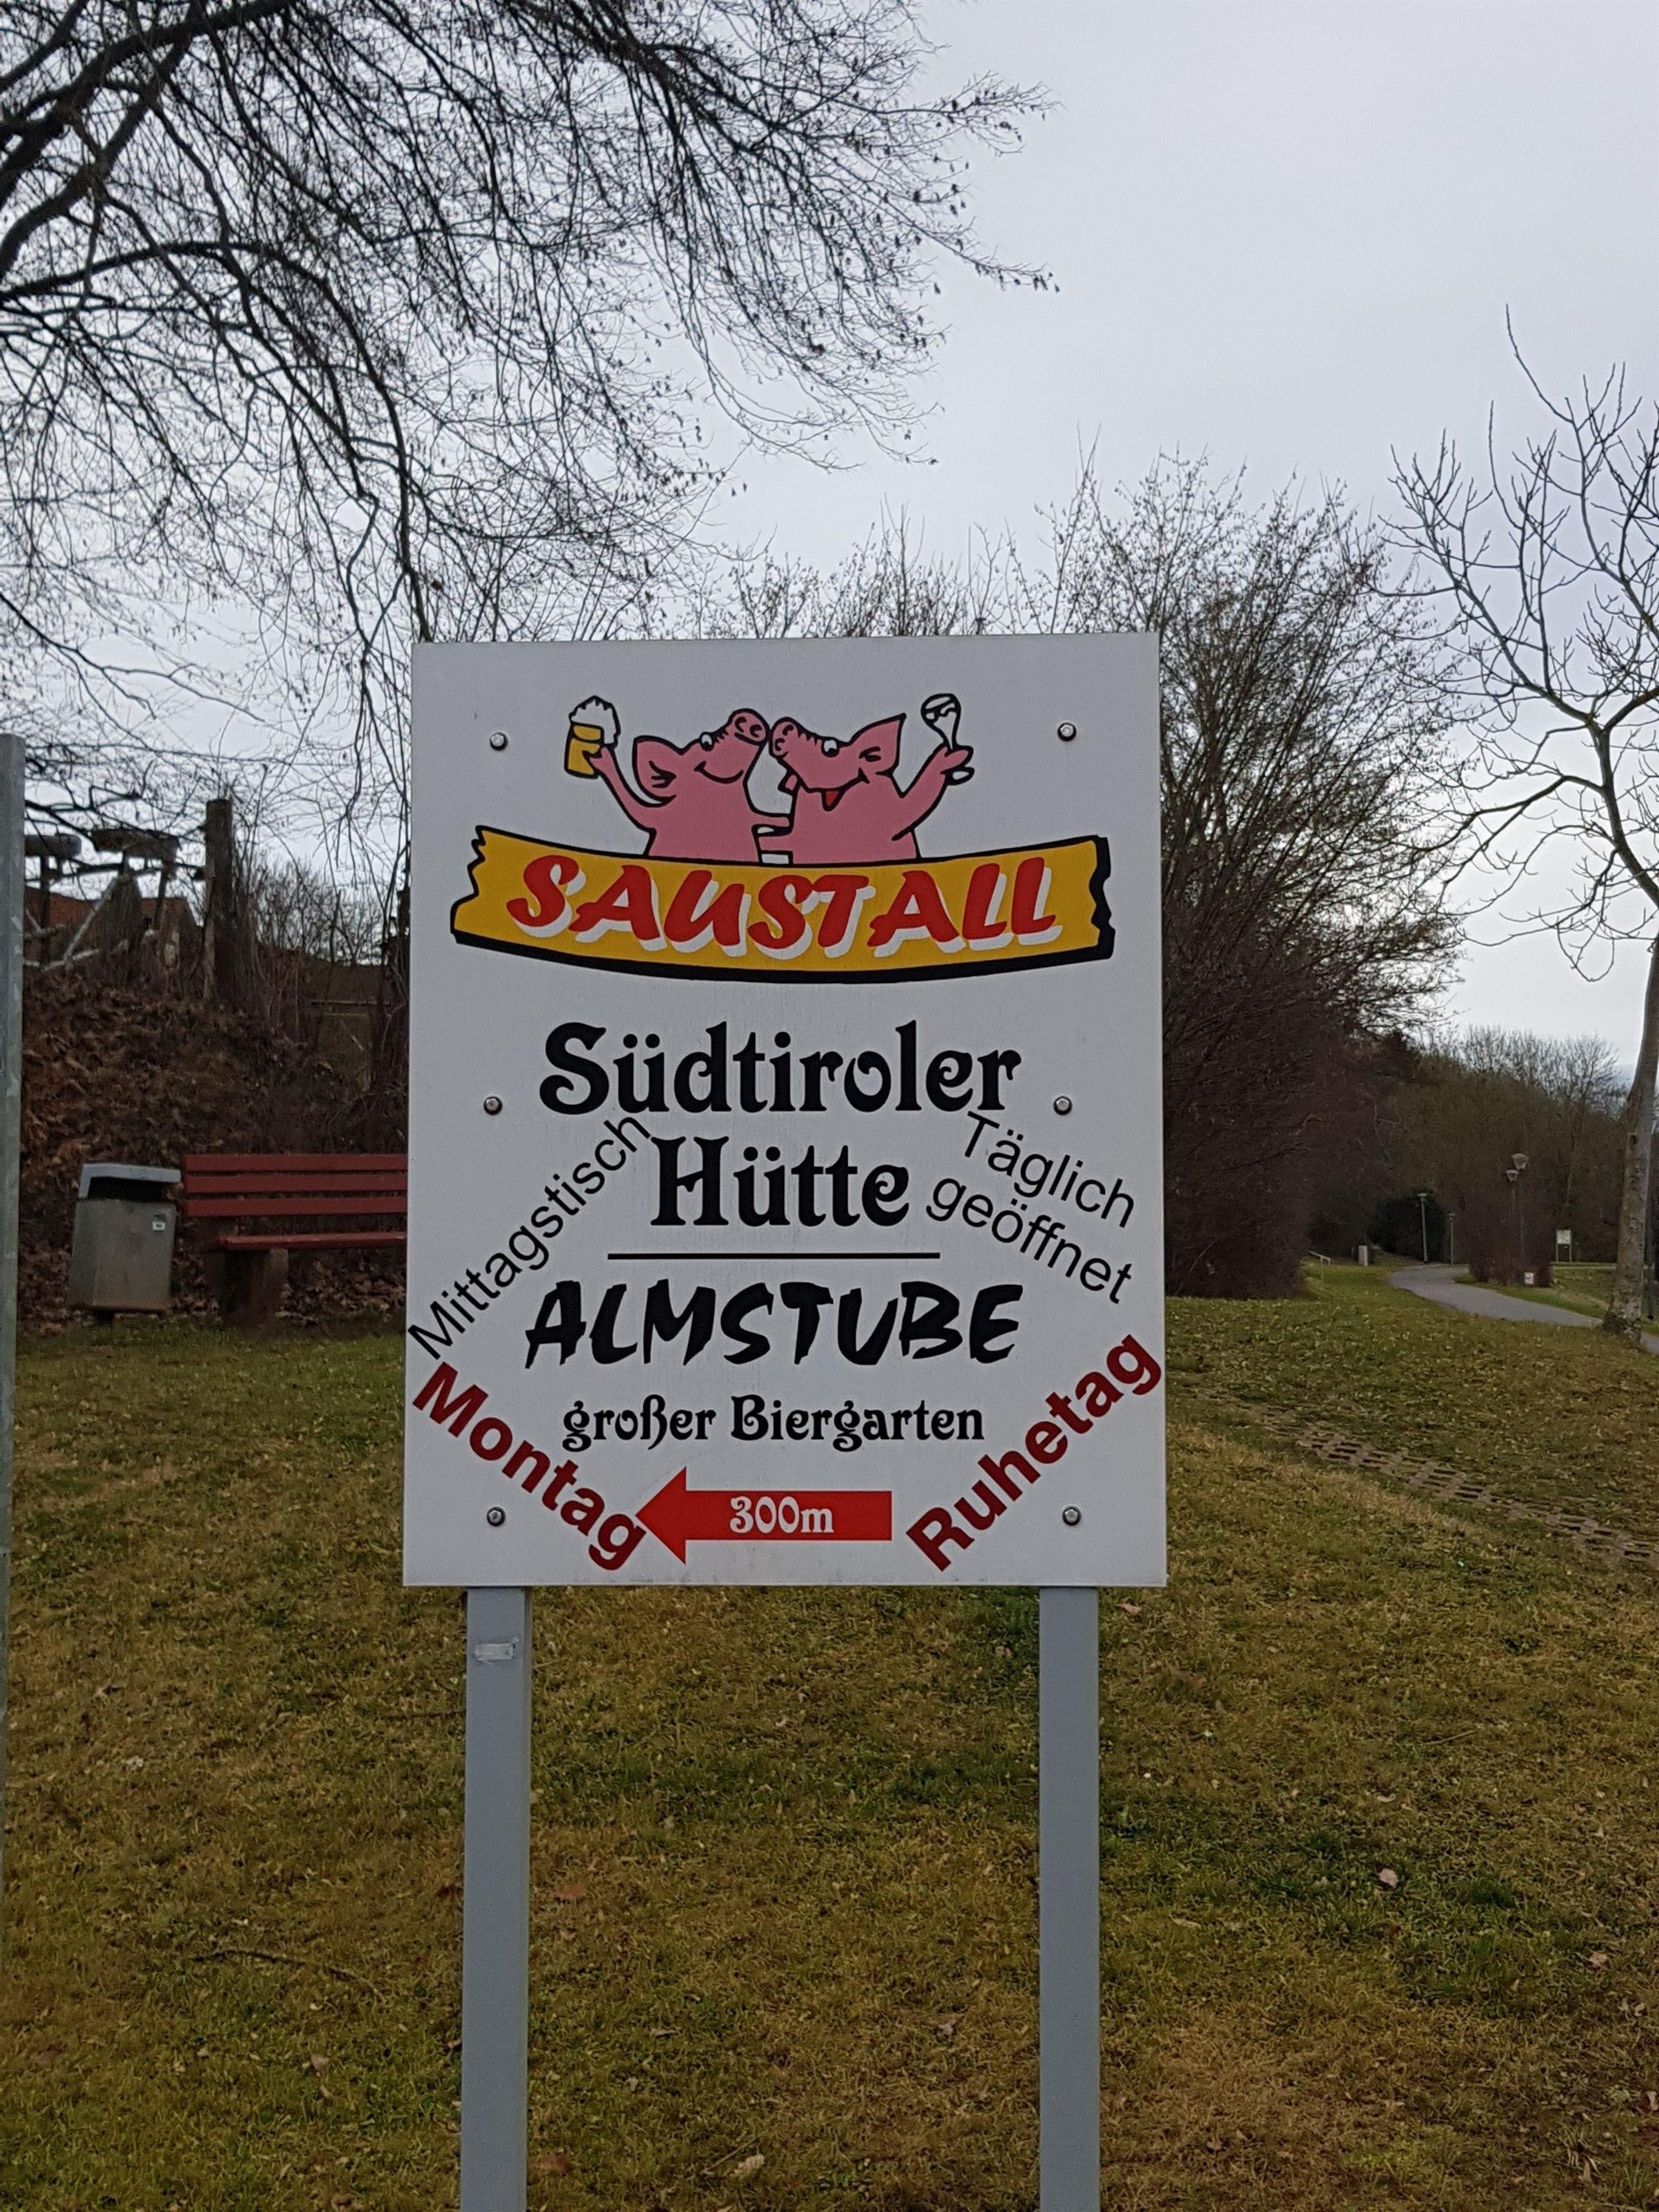 SAUSTALL
Südtiroler
Hütte
Mittagstisch
Täglich
geöffnet
ALMSTUBE
großer Biergarten
Montag
300m
Ruhetag